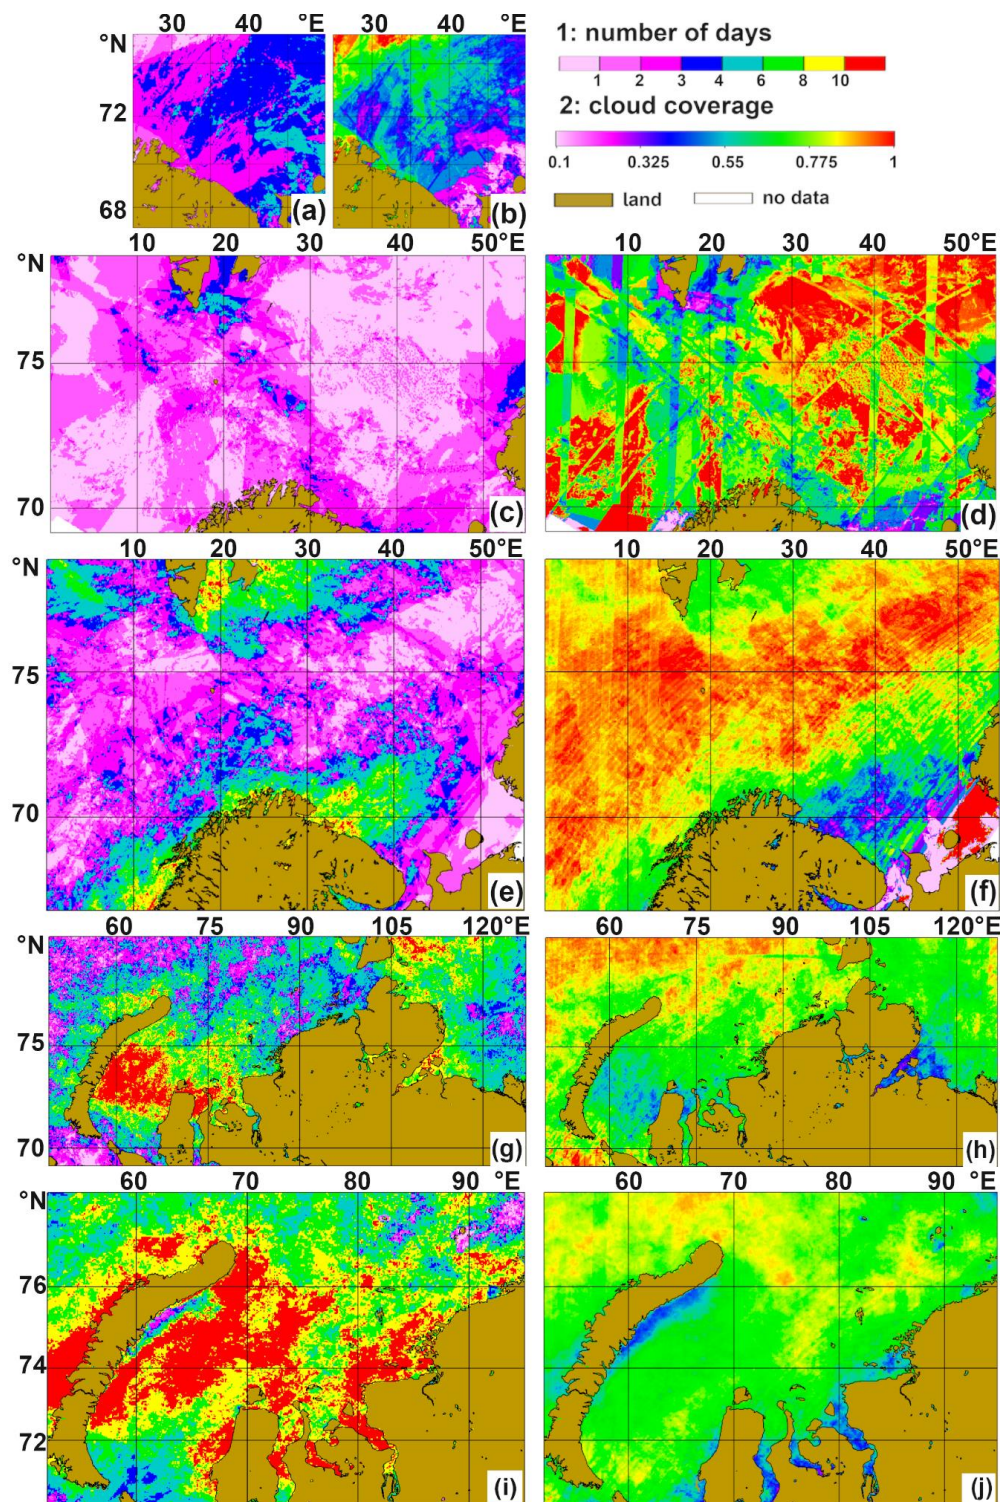 30 40 °E
°N
72
68
(a) (b)
1: number of days
1 2 3 4 6 8 10
2: cloud coverage
0.1 0.325 0.55 0.775 1
land no data
10 20 30 40 50°E 10 20 30 40 50°E
°N
75
70
(c) (d)
10 20 30 40 50°E 10 20 30 40 50°E
°N
75
70
(e) (f)
60 75 90 105 120°E 60 75 90 105 120°E
°N
75
70
(g) (h)
60 70 80 90 °E 60 70 80 90 °E
°N
76
74
72
(i) (j)